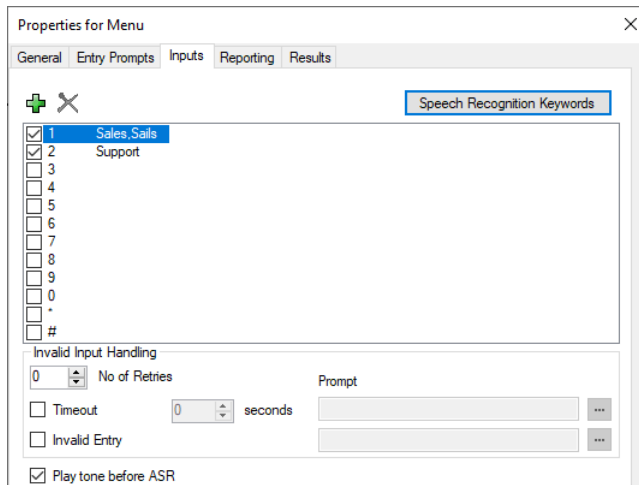 Properties for Menu
General Entry Prompts Inputs Reporting Results
Speech Recognition Keywords
1 Sales,Sails
2 Support
3
4
5
6
7
8
9
0
*
#
Invalid Input Handling
0 No of Retries Prompt
Timeout 0 seconds ...
Invalid Entry ...
Play tone before ASR